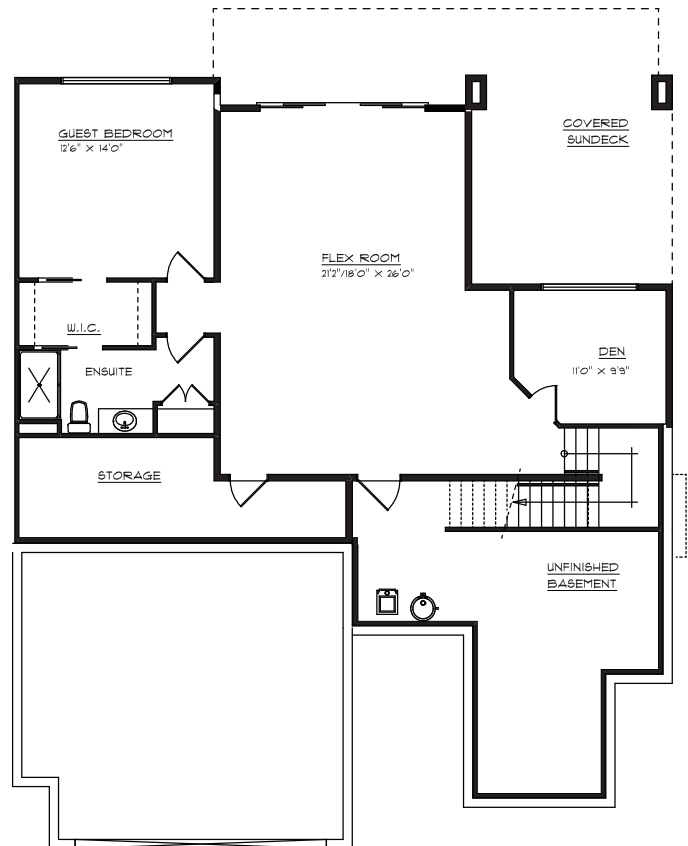 COVERED
SUNDECK
GUEST BEDROOM
12'6" X 14'0"
FLEX ROOM
21'2"/18'0" X 26'0"
W.I.C.
DEN
11'0" X 9'9"
ENSUITE
STORAGE
UNFINISHED
BASEMENT